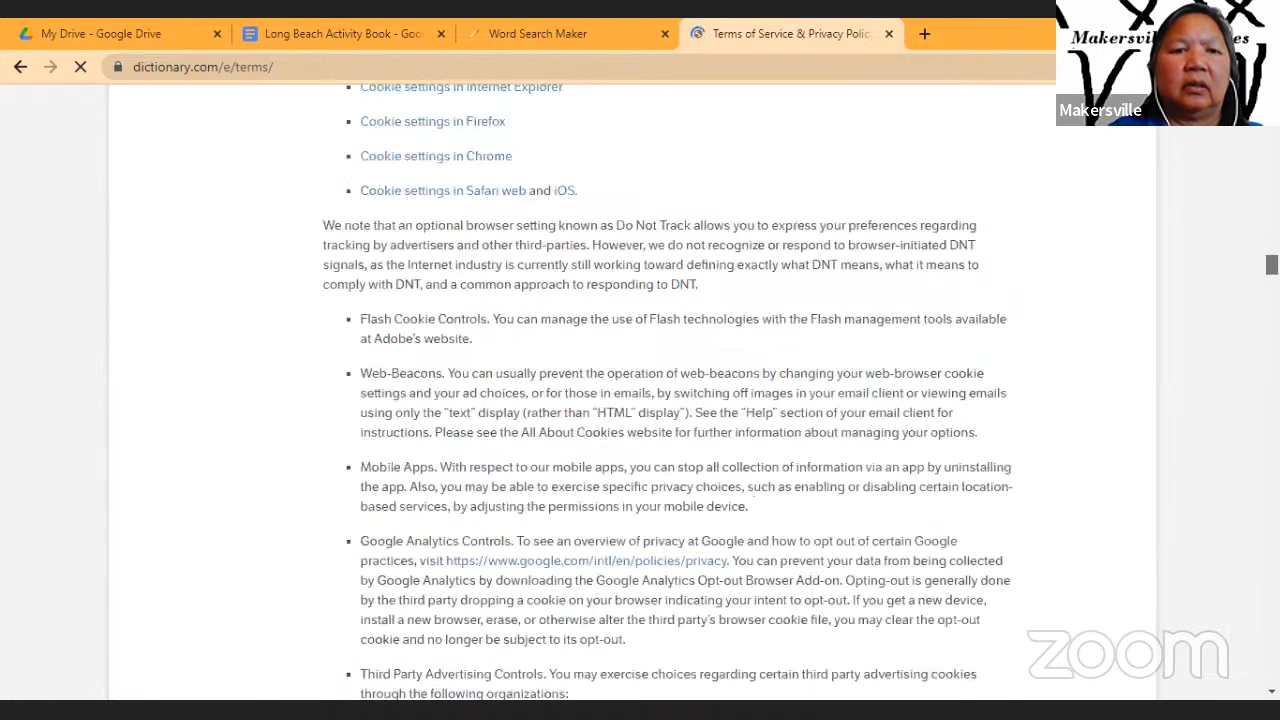 My Drive - Google Drive
Long Beach Activity Book - Goo
Word Search Maker
Terms of Service & Privacy Polic
dictionary.com/e/terms/
Makersville
Makersville
Cookie settings in Internet Explorer
Cookie settings in Firefox
Cookie settings in Chrome
Cookie settings in Safari web and iOS.
We note that an optional browser setting known as Do Not Track allows you to express your preferences regarding
tracking by advertisers and other third-parties. However, we do not recognize or respond to browser-initiated DNT
signals, as the Internet industry is currently still working toward defining exactly what DNT means, what it means to
comply with DNT, and a common approach to responding to DNT.
Flash Cookie Controls. You can manage the use of Flash technologies with the Flash management tools available
at Adobe's website.
Web-Beacons. You can usually prevent the operation of web-beacons by changing your web-browser cookie
settings and your ad choices, or for those in emails, by switching off images in your email client or viewing emails
using only the "text" display (rather than "HTML" display"). See the "Help" section of your email client for
instructions. Please see the All About Cookies website for further information about managing your options.
Mobile Apps. With respect to our mobile apps, you can stop all collection of information via an app by uninstalling
the app. Also, you may be able to exercise specific privacy choices, such as enabling or disabling certain location-
based services, by adjusting the permissions in your mobile device.
Google Analytics Controls. To see an overview of privacy at Google and how to opt out of certain Google
practices, visit https://www.google.com/intl/en/policies/privacy. You can prevent your data from being collected
by Google Analytics by downloading the Google Analytics Opt-out Browser Add-on. Opting-out is generally done
by the third party dropping a cookie on your browser indicating your intent to opt-out. If you get a new device,
install a new browser, erase, or otherwise alter the third party's browser cookie file, you may clear the opt-out
cookie and no longer be subject to its opt-out.
Third Party Advertising Controls. You may exercise choices regarding certain third party advertising cookies
through the following organizations:
zoom